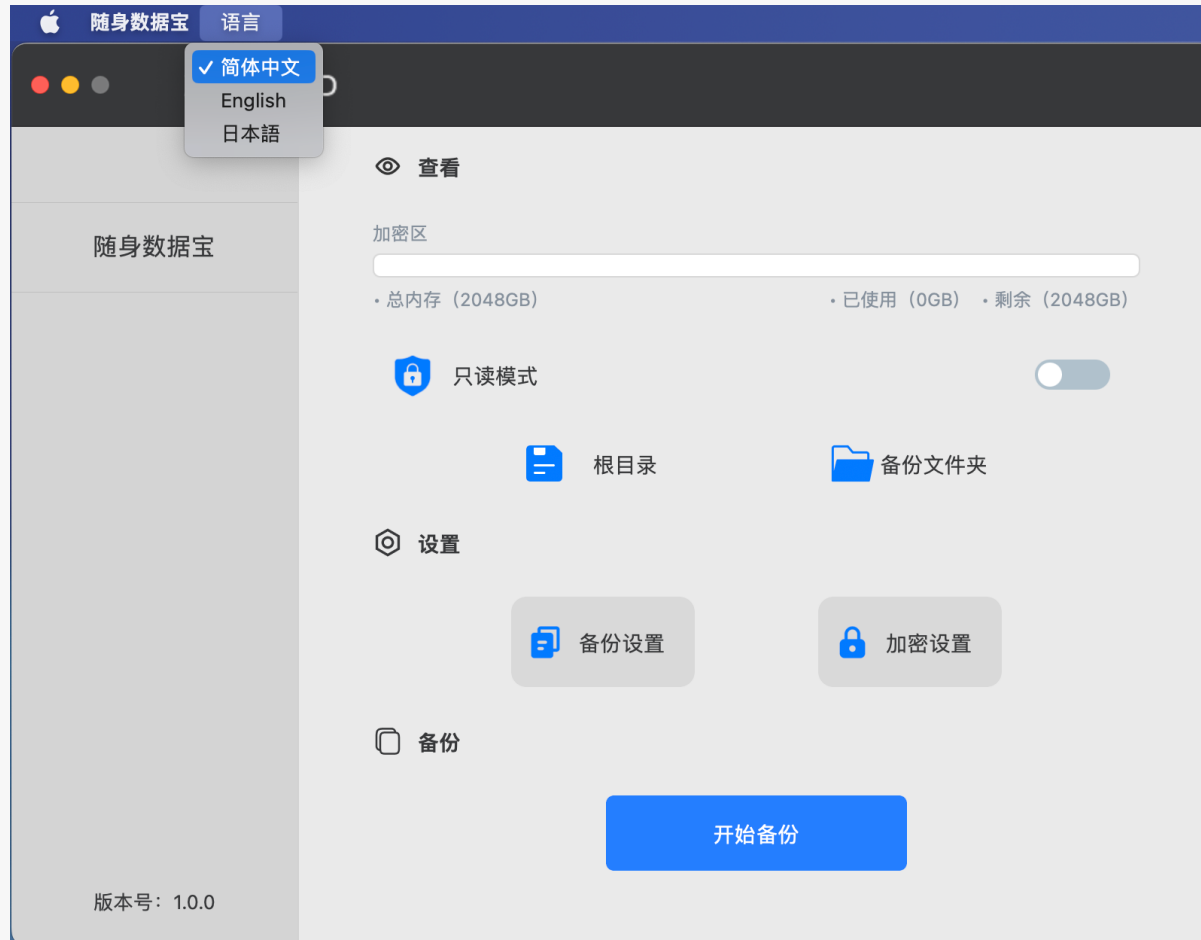 随身数据宝 语言
简体中文
English
日本語
查看
随身数据宝
加密区
• 总内存（2048GB） • 已使用（0GB） • 剩余（2048GB）
只读模式
根目录 备份文件夹
设置
备份设置 加密设置
备份
开始备份
版本号：1.0.0